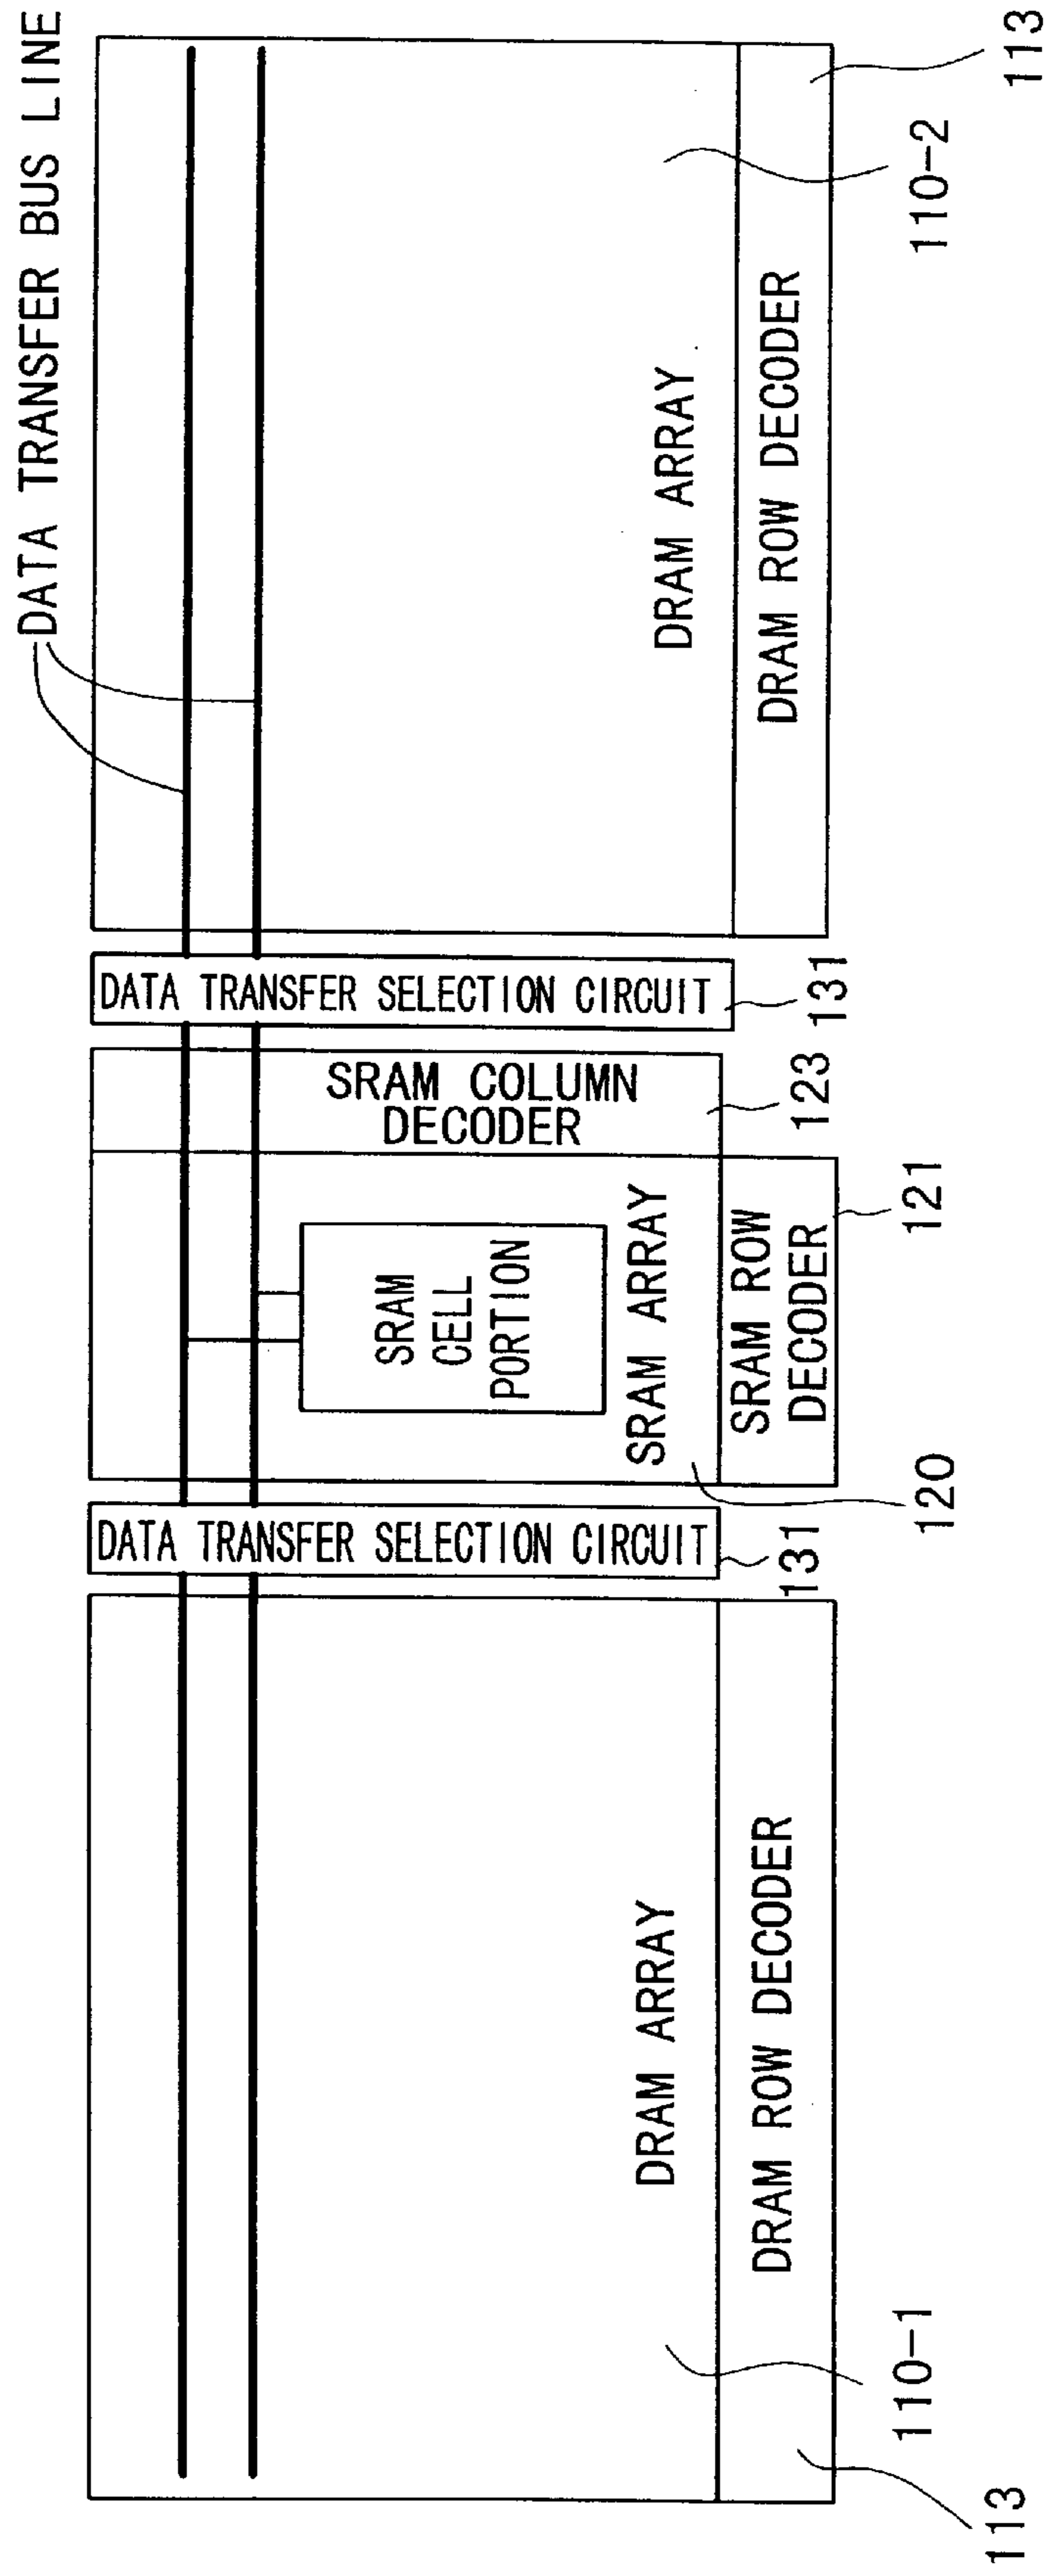 DATA TRANSFER BUS LINE
DRAM ARRAY
DRAM ROW DECODER
110-1
113
DATA TRANSFER SELECTION CIRCUIT
131
SRAM CELL PORTION
SRAM ARRAY
120
SRAM ROW DECODER
121
SRAM COLUMN DECODER
123
DATA TRANSFER SELECTION CIRCUIT
131
DRAM ARRAY
DRAM ROW DECODER
110-2
113